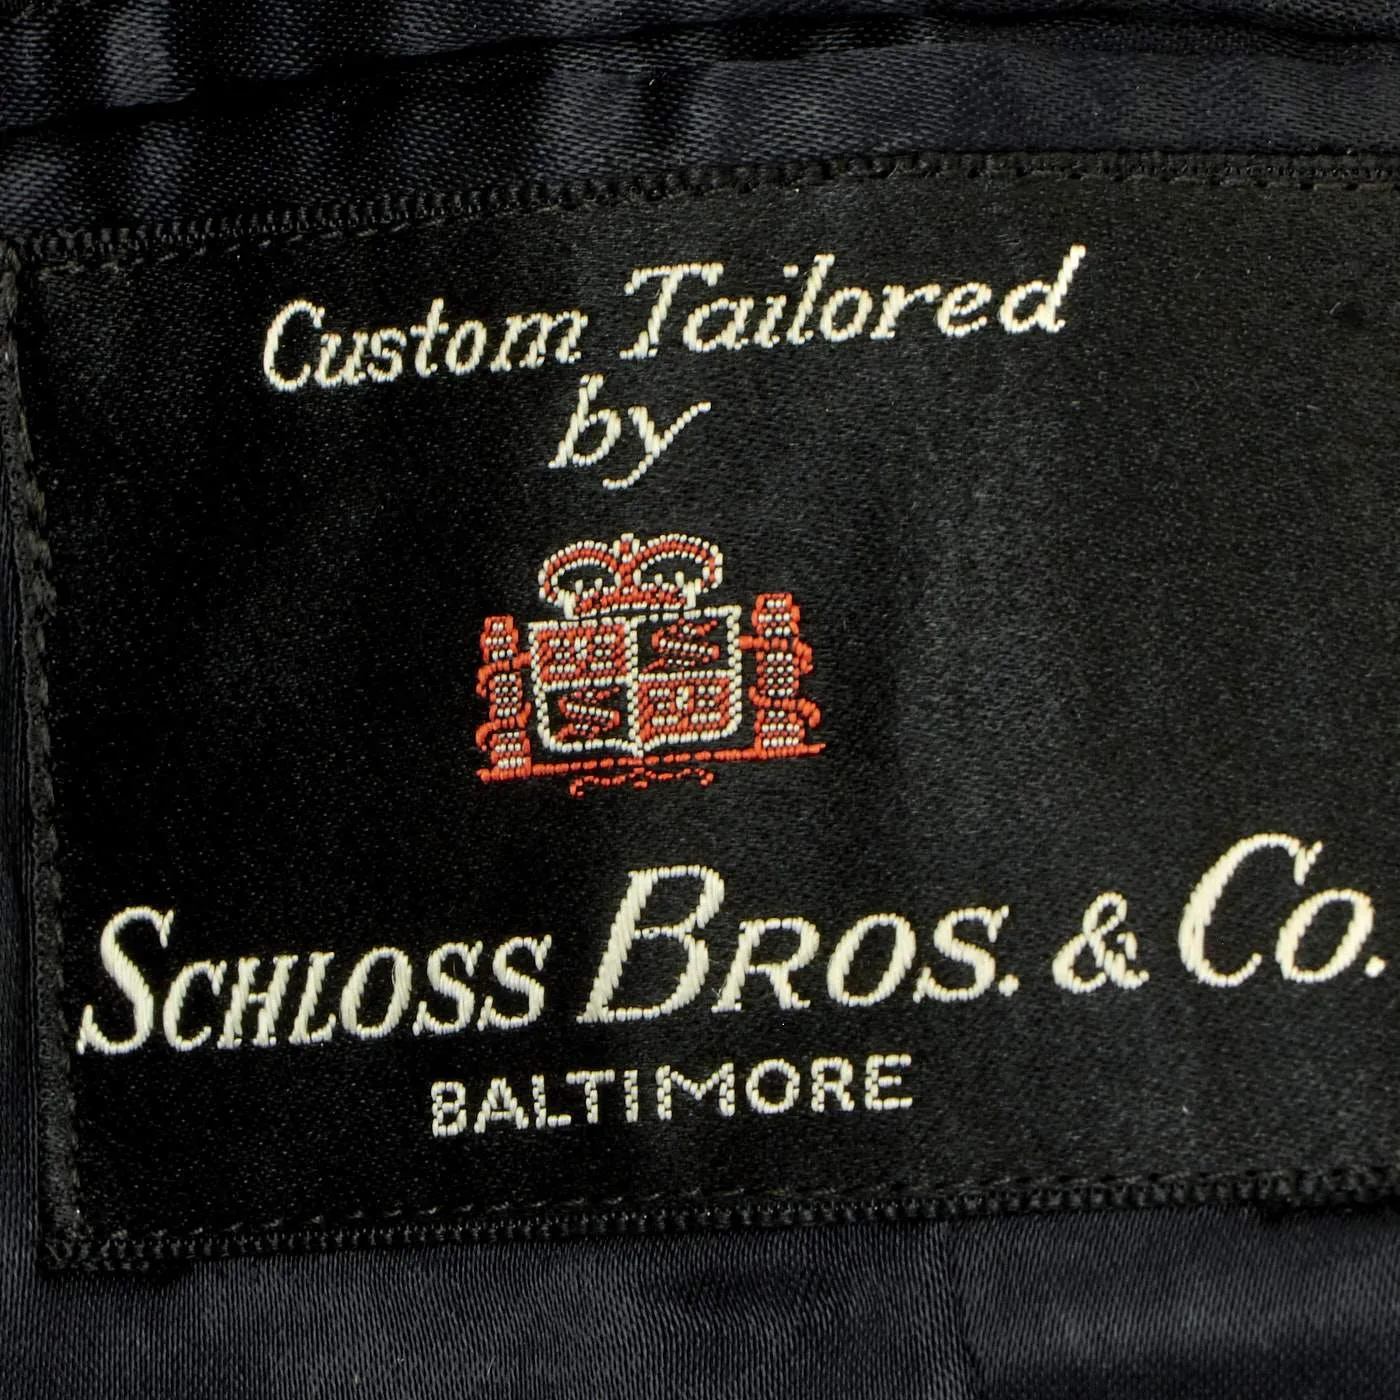 Custom Tailored
by
SCHLOSS BROS. & CO.
BALTIMORE